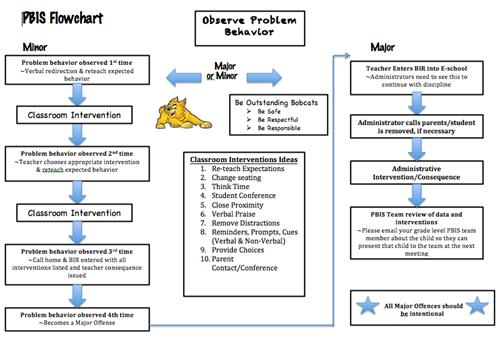 PBIS Flowchart
Observe Problem
Behavior
Minor
Problem behavior observed 1st time
~Verbal redirection & reteach expected
behavior
Classroom Intervention
Problem behavior observed 2nd time
~Teacher chooses appropriate intervention
& reteach expected behavior
Classroom Intervention
Problem behavior observed 3rd time
~Call home & BIR entered with all
interventions listed and teacher consequence
issued
Problem behavior observed 4th time
~Becomes a Major Offense
Major
or Minor
Be Outstanding Bobcats
➢ Be Safe
➢ Be Respectful
➢ Be Responsible
Classroom Interventions Ideas
1. Re-teach Expectations
2. Change seating
3. Think Time
4. Student Conference
5. Close Proximity
6. Verbal Praise
7. Remove Distractions
8. Reminders, Prompts, Cues
(Verbal & Non-Verbal)
9. Provide Choices
10. Parent
Contact/Conference
Major
Teacher Enters BIR into E-school
~Administrators need to see this to
continue with discipline
Administrator calls parents/student
is removed, if necessary
Administrative
Intervention/Consequence
PBIS Team review of data and
interventions
~Please email your grade level PBIS team
member about the child so they can
present that child to the team at the
next meeting
All Major Offences should
be intentional